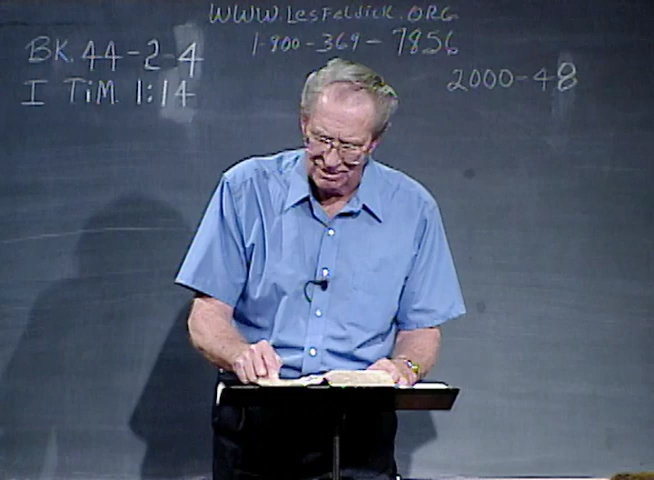 WWW.LESFELDICK.ORG
1-800-369-7856
BK. 44-2-4
I TiM. 1:14
2000-48